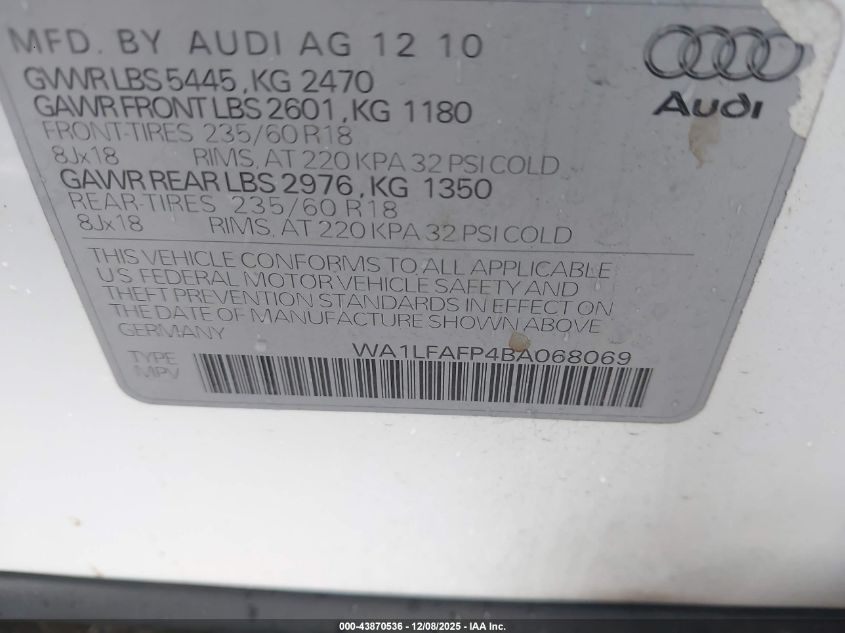 MFD. BY AUDI AG 12 10
Audi
GVWR LBS 5445, KG 2470
GAWR FRONT LBS 2601, KG 1180
FRONT-TIRES 235/60 R18
8Jx18 RIMS, AT 220 KPA 32 PSI COLD
GAWR REAR LBS 2976, KG 1350
REAR-TIRES 235/60 R18
8Jx18 RIMS, AT 220 KPA 32 PSI COLD
THIS VEHICLE CONFORMS TO ALL APPLICABLE
U.S. FEDERAL MOTOR VEHICLE SAFETY AND
THEFT PREVENTION STANDARDS IN EFFECT ON
THE DATE OF MANUFACTURE SHOWN ABOVE
GERMANY
WA1LFAFP4BA068069
TYPE
MPV
000-43870536 - 12/08/2025 - IAA Inc.